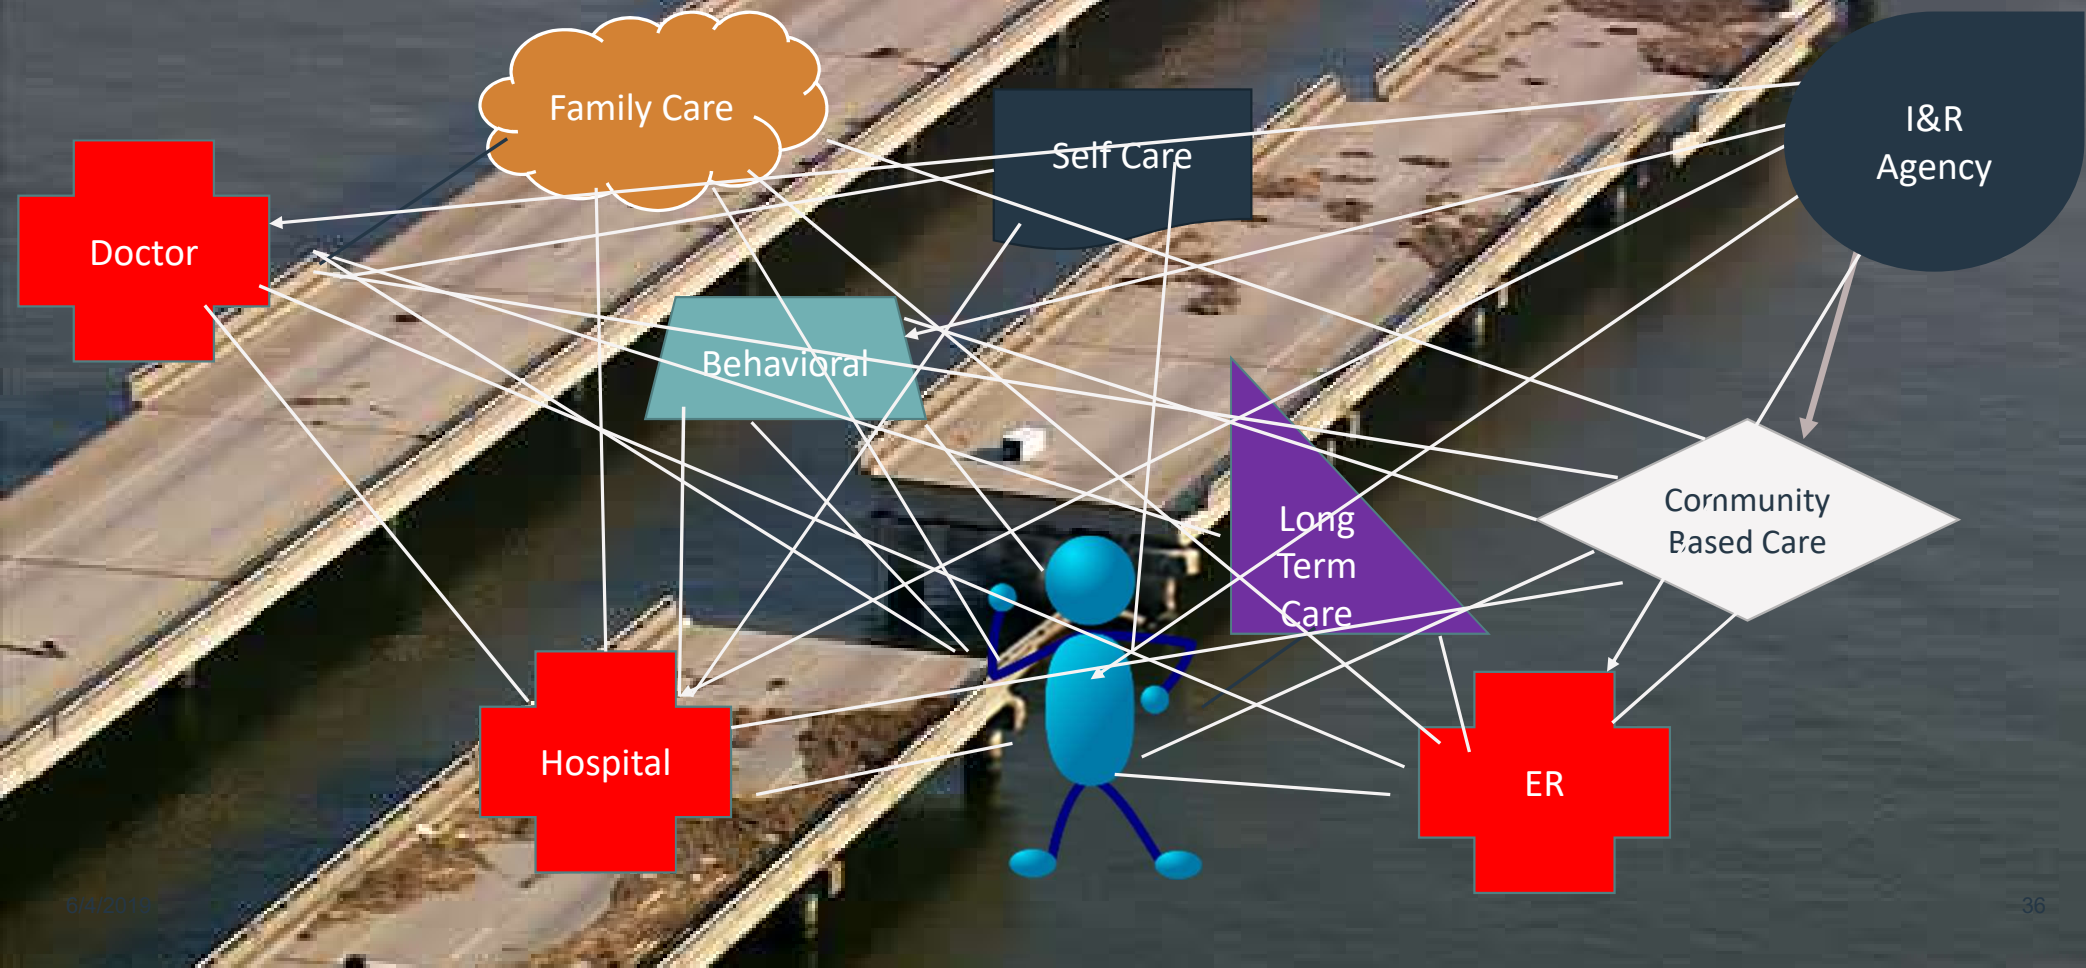 Family Care
I&R
Agency
Self Care
Doctor
Behavioral
Community
Based Care
Long
Term
Care
Hospital
ER
36